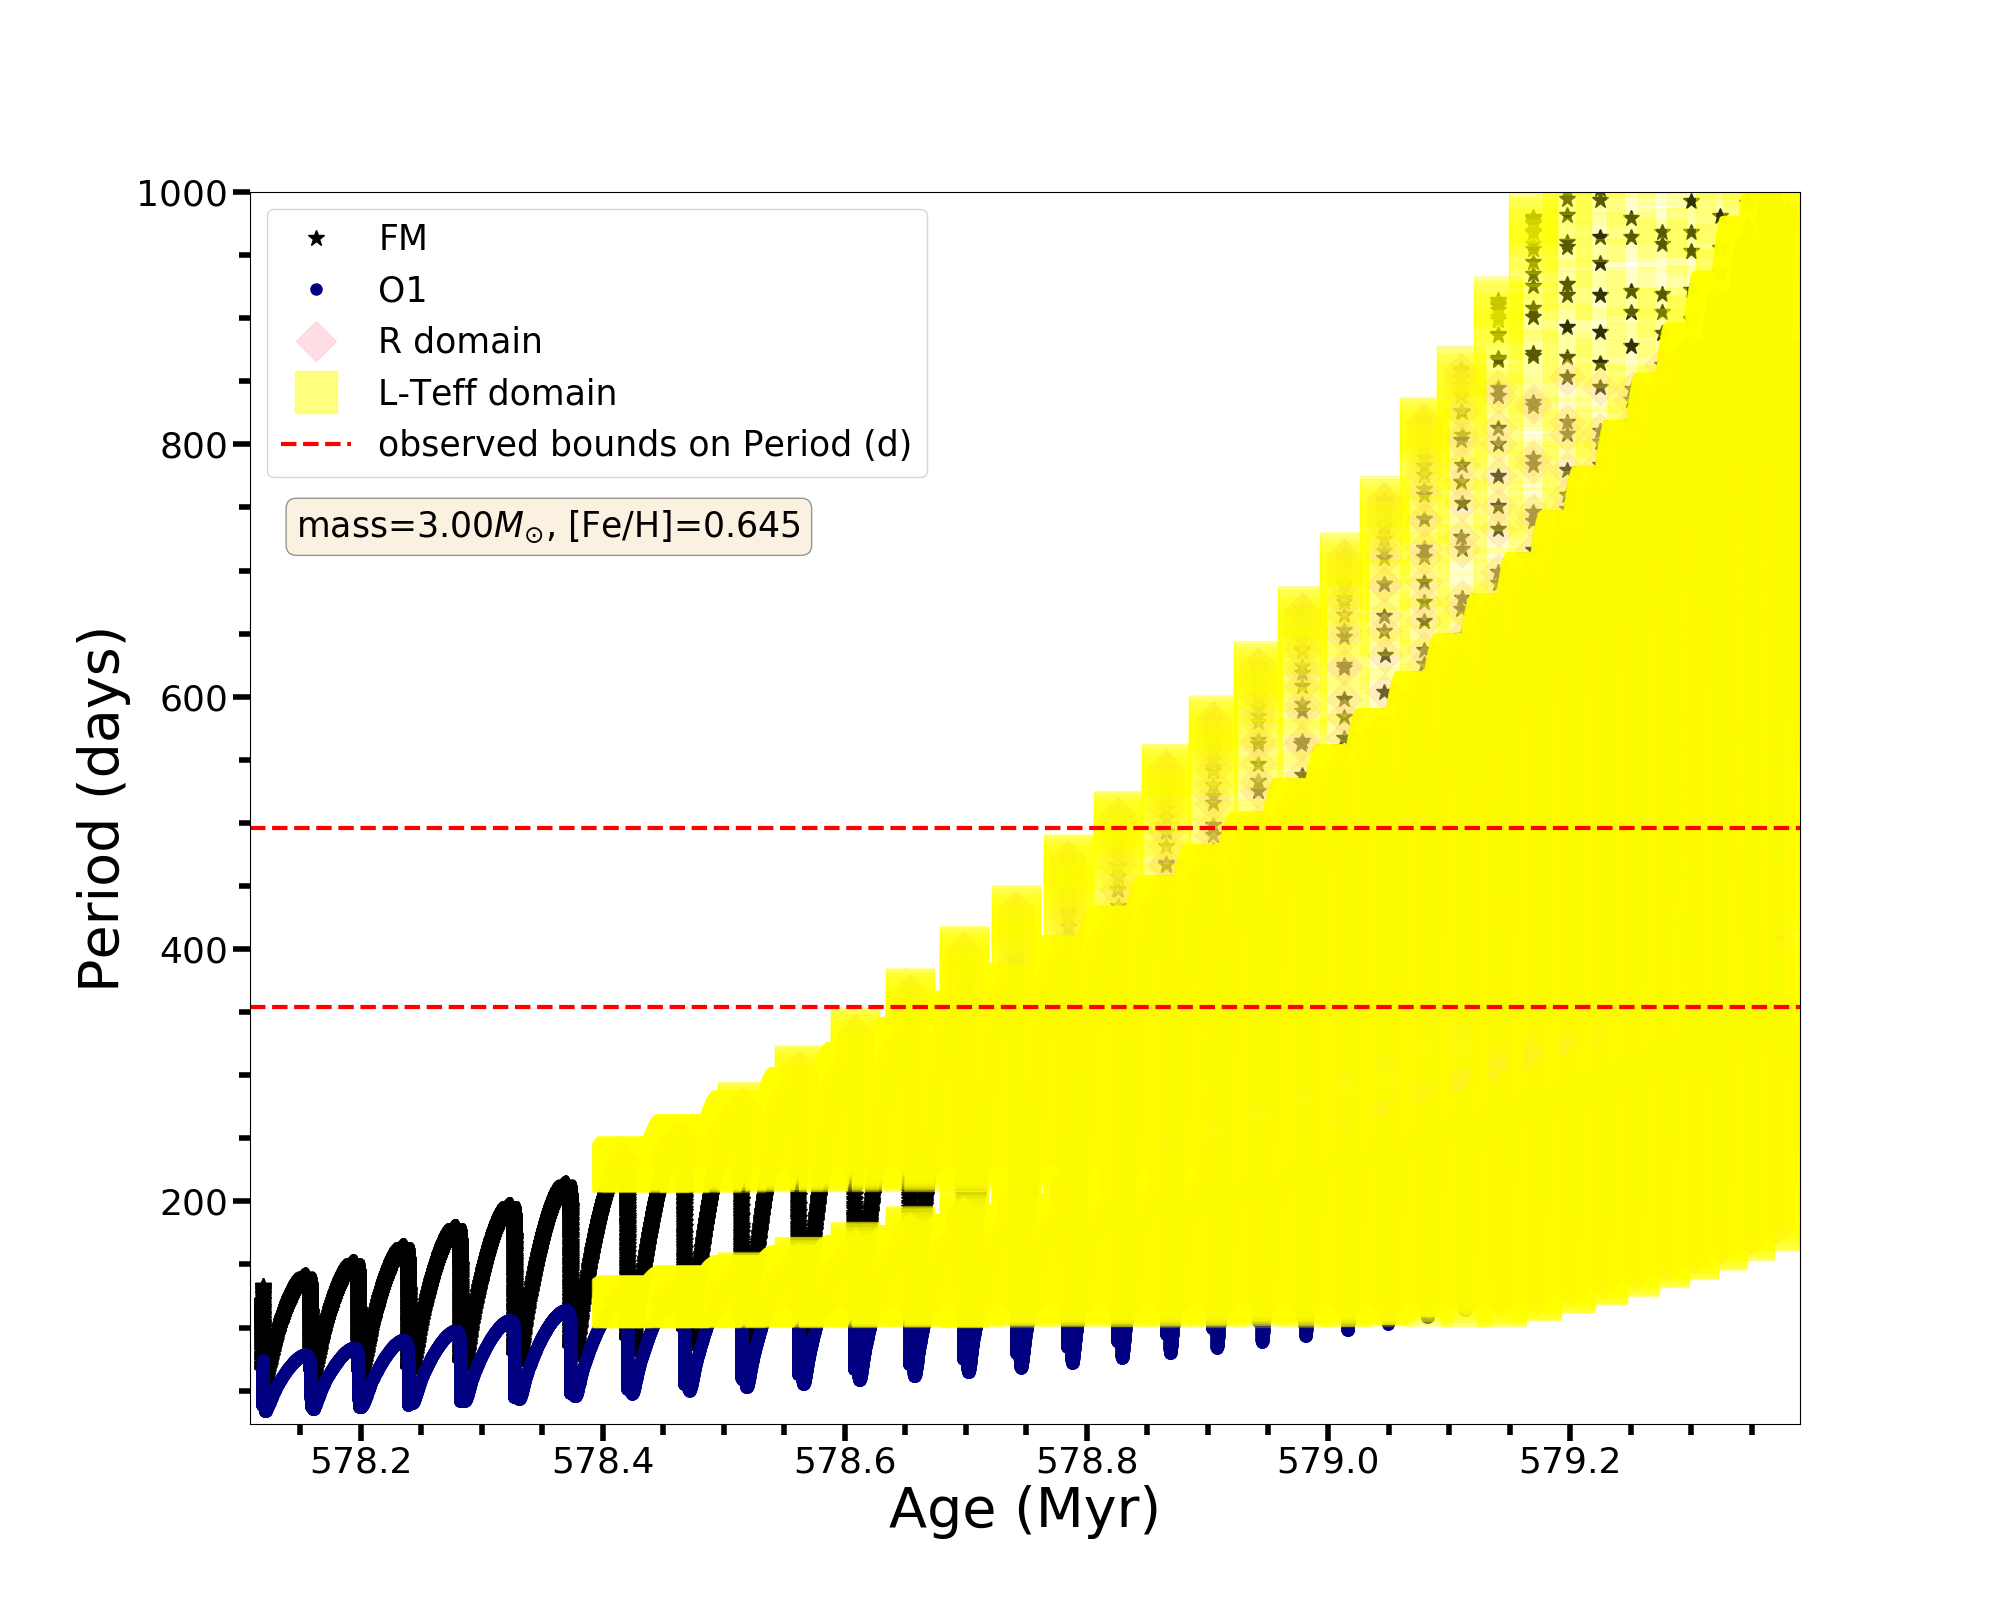 1000
800
600
400
200
Period (days)
FM
O1
R domain
L-Teff domain
observed bounds on Period (d)
mass=3.00M⊙, [Fe/H]=0.645
578.2 578.4 578.6 578.8 579.0 579.2
Age (Myr)